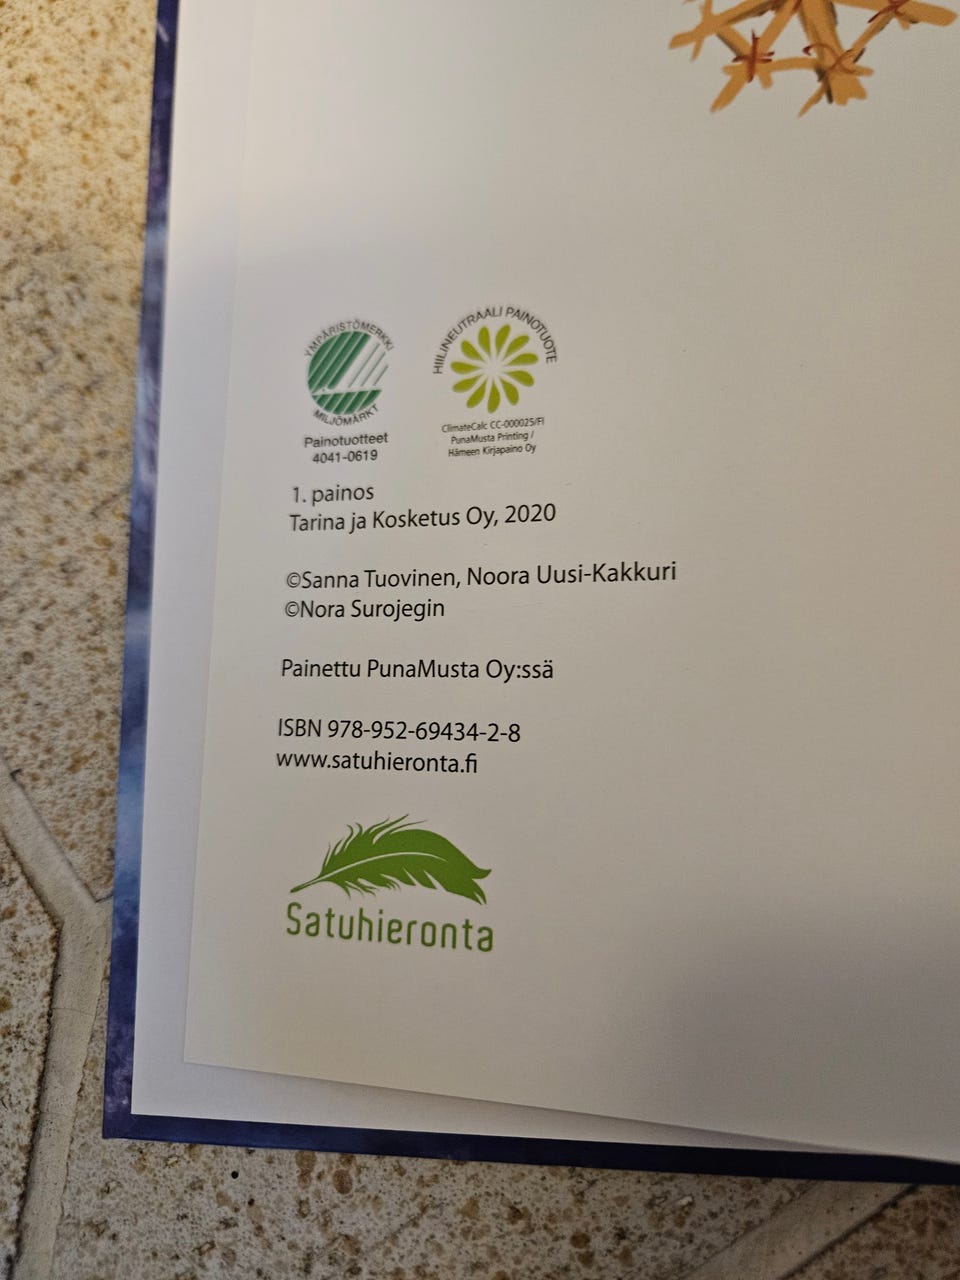 YMPÄRISTÖMERKKI
MILJÖMÄRKT
Painotuotteet
4041-0619
HIILINEUTRAALI PAINOTUOTE
ClimateCalc CC-000025/FI
PunaMusta Printing /
Hämeen Kirjapaino Oy
1. painos
Tarina ja Kosketus Oy, 2020
©Sanna Tuovinen, Noora Uusi-Kakkuri
©Nora Surojegin
Painettu PunaMusta Oy:ssä
ISBN 978-952-69434-2-8
www.satuhieronta.fi
Satuhieronta